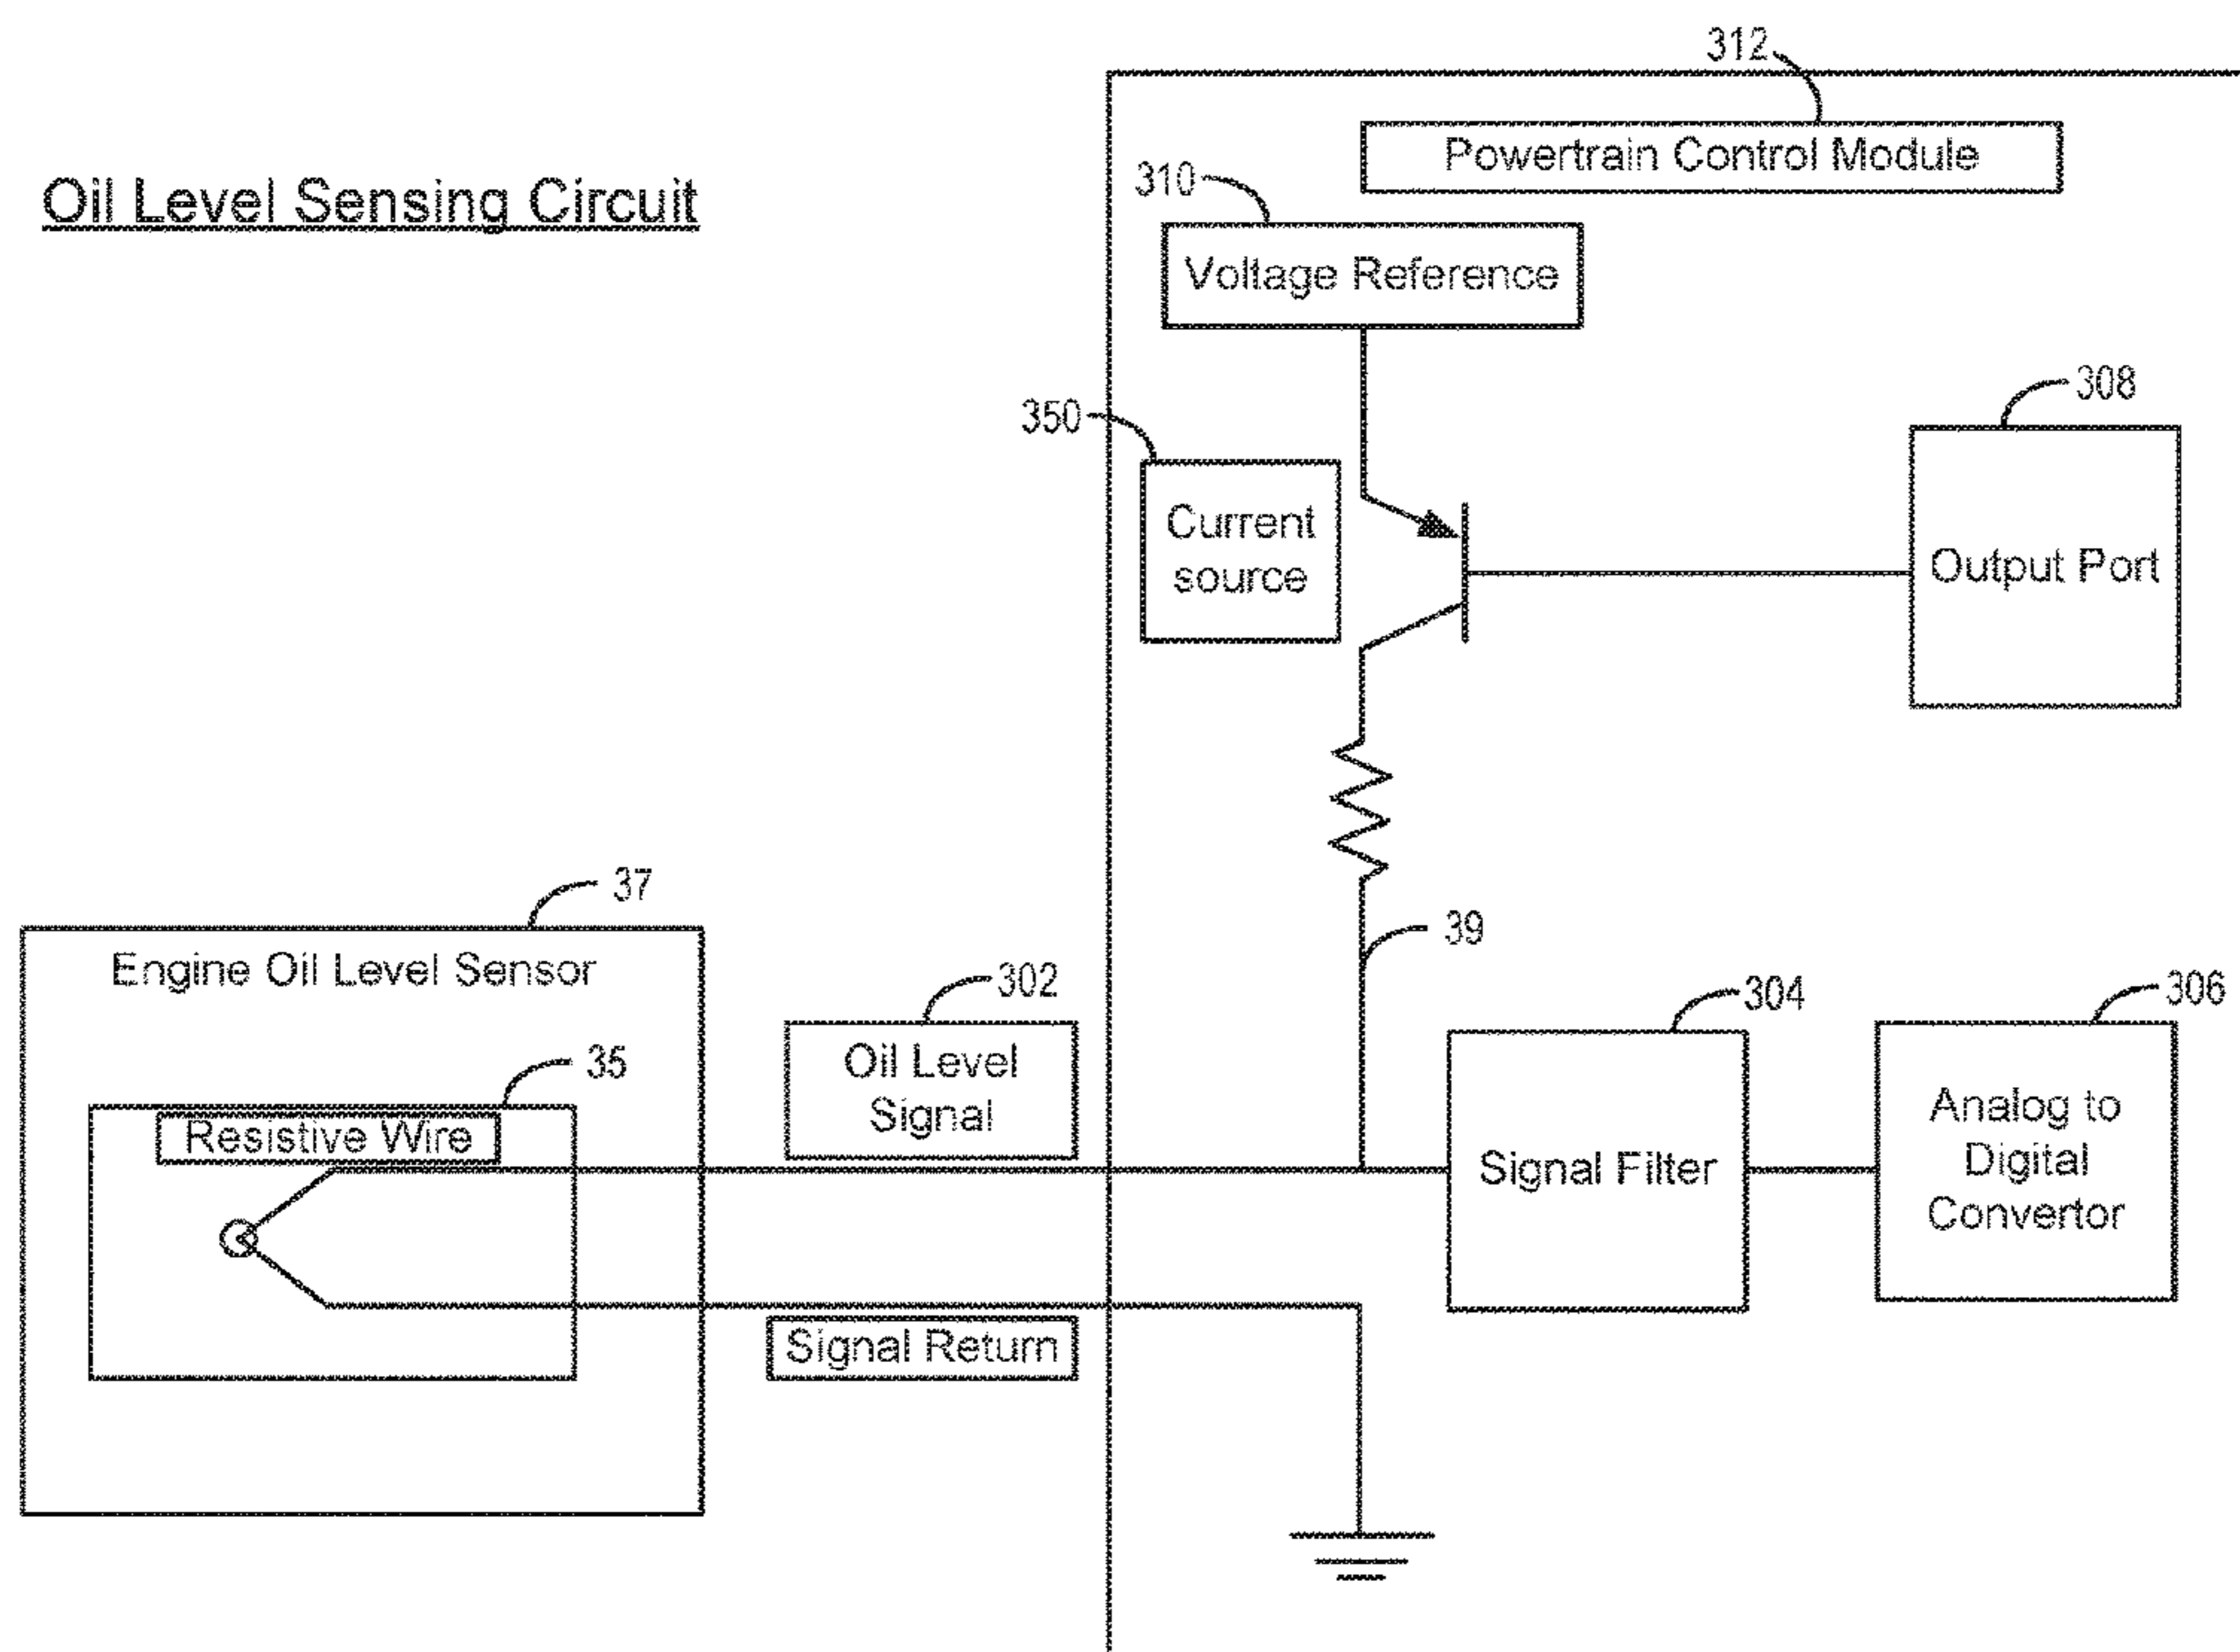 312
Powertrain Control Module
Oil Level Sensing Circuit
310
Voltage Reference
350
Current
source
308
Output Port
37
Engine Oil Level Sensor
39
302
Oil Level
Signal
304
Signal Filter
306
Analog to
Digital
Convertor
35
Resistive Wire
Signal Return